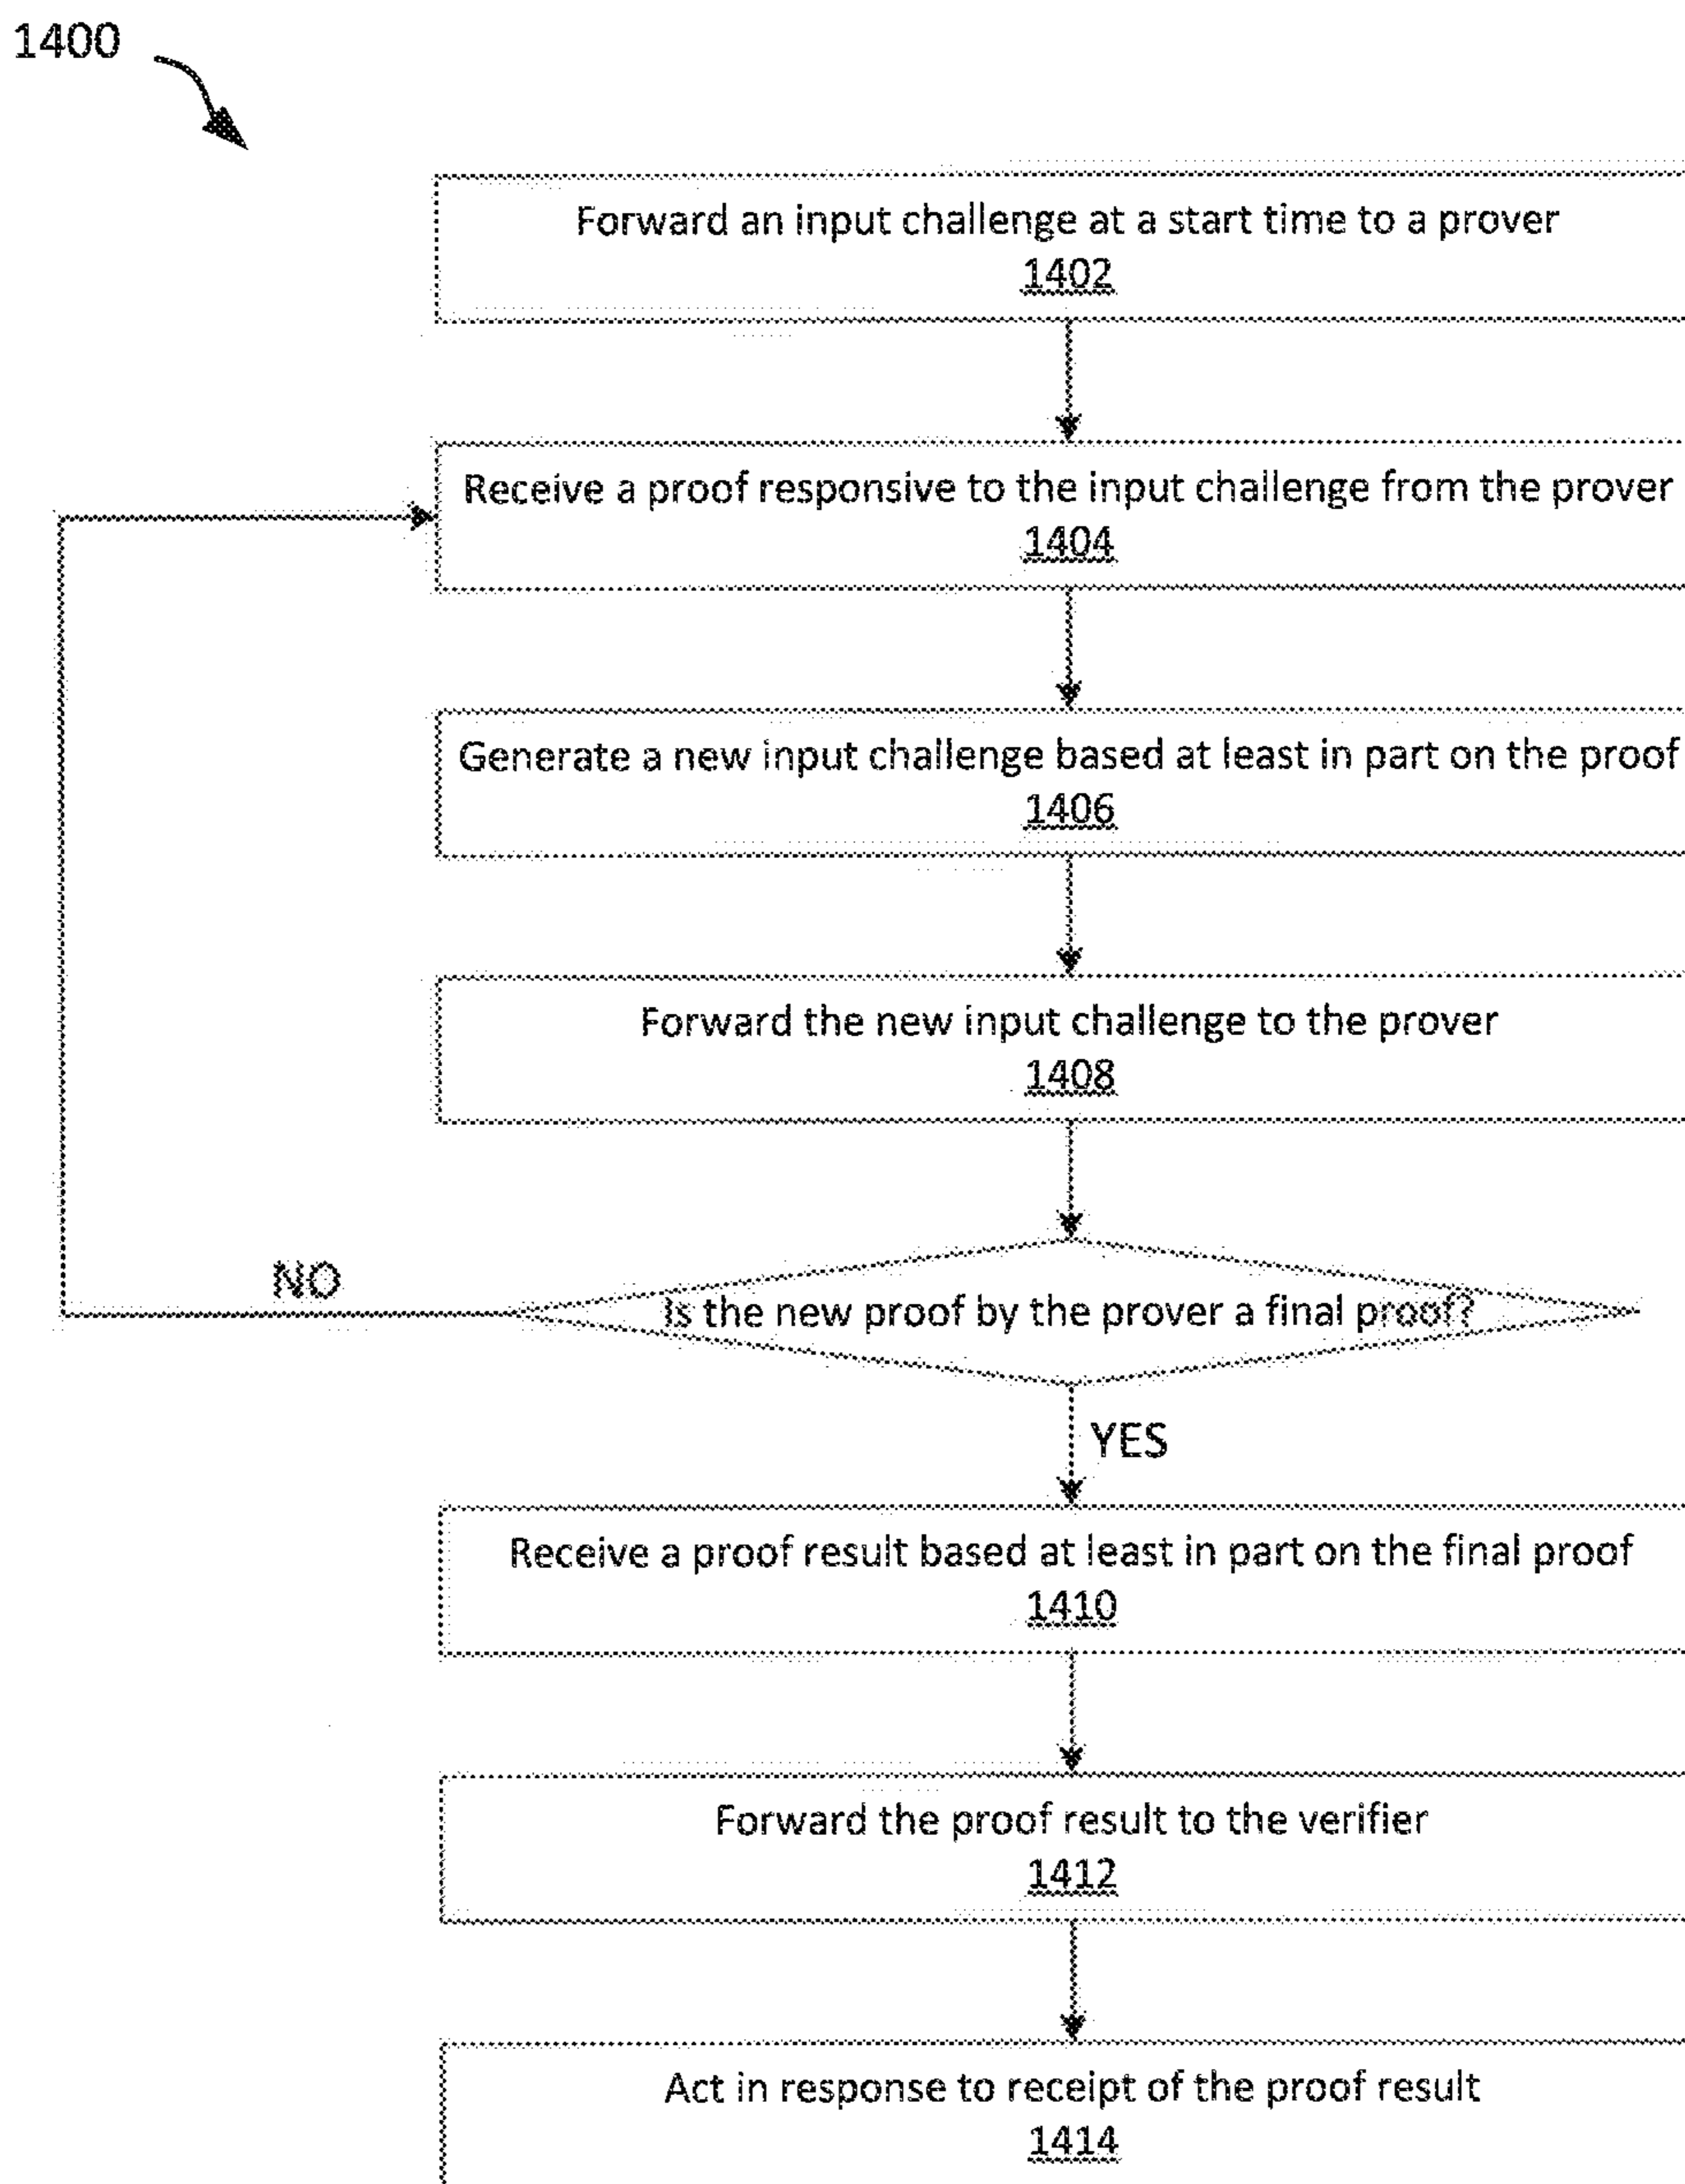 1400
Forward an input challenge at a start time to a prover
1402
Receive a proof responsive to the input challenge from the prover
1404
Generate a new input challenge based at least in part on the proof
1406
Forward the new input challenge to the prover
1408
NO
Is the new proof by the prover a final proof?
YES
Receive a proof result based at least in part on the final proof
1410
Forward the proof result to the verifier
1412
Act in response to receipt of the proof result
1414